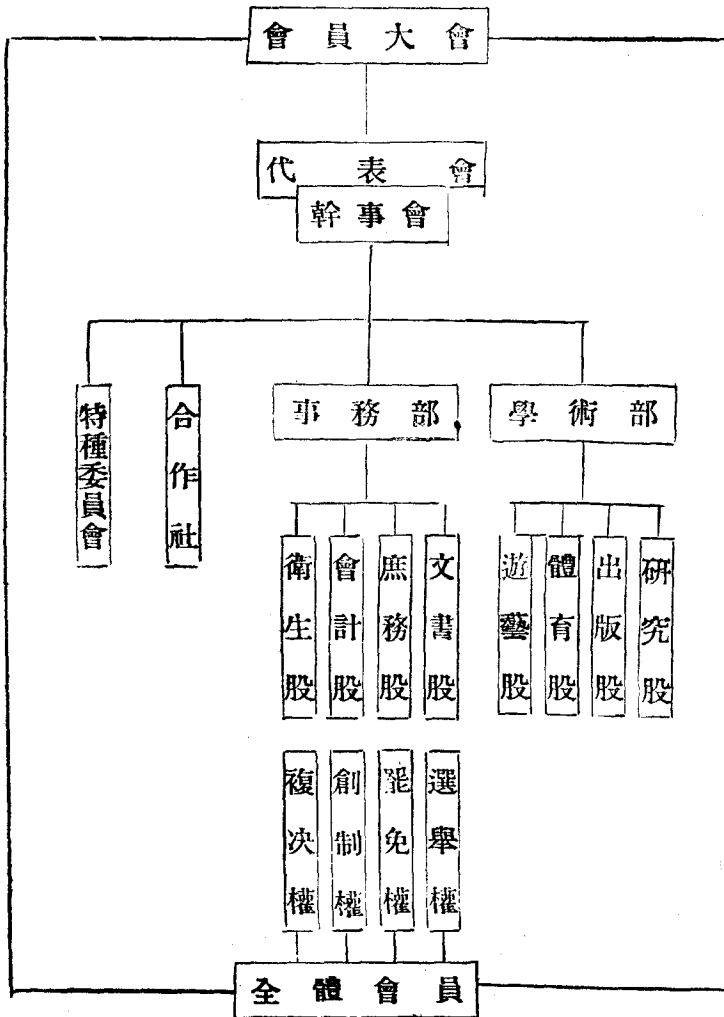 會員大會
代表會
幹事會
特種委員會
合作社
事務部
學術部
衛生股
會計股
庶務股
文書股
遊藝股
體育股
出版股
研究股
複决權
創制權
罷免權
選舉權
全體會員